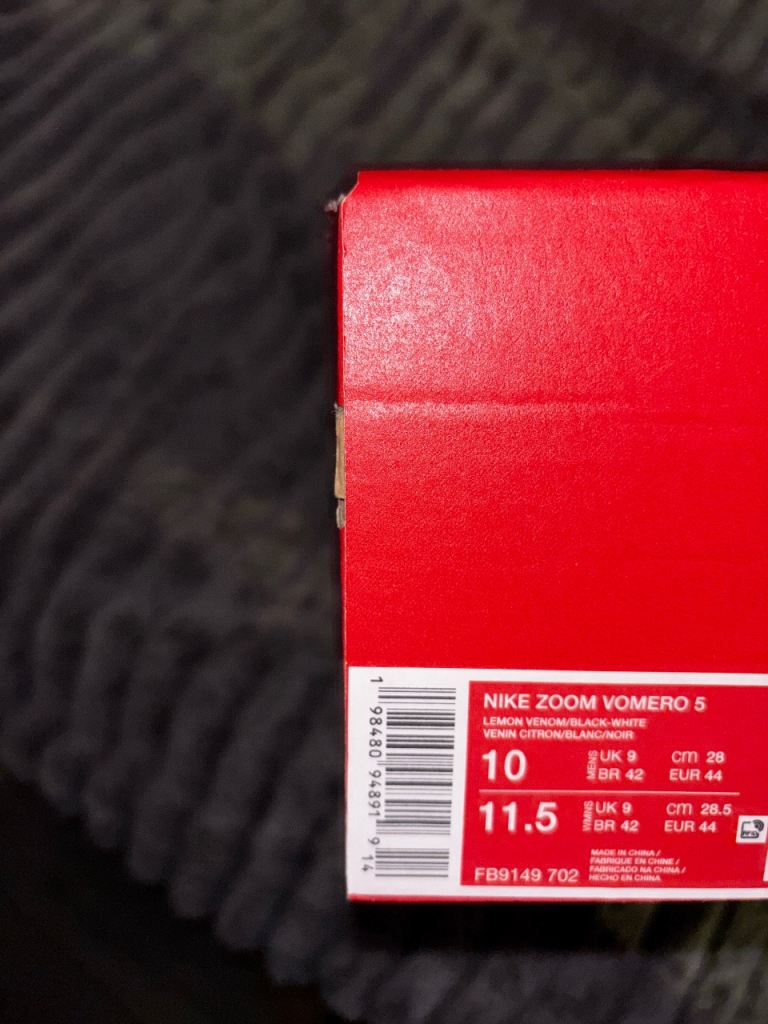 NIKE ZOOM VOMERO 5
LEMON VENOM/BLACK-WHITE
VENIN CITRON/BLANC/NOIR
10 MENS UK 9 cm 28
BR 42 EUR 44
11.5 WMNS UK 9 cm 28.5
BR 42 EUR 44
FB9149 702
MADE IN CHINA /
FABRIQUE EN CHINE /
FABRICADO NA CHINA /
HECHO EN CHINA
1 98480 94891 9 14